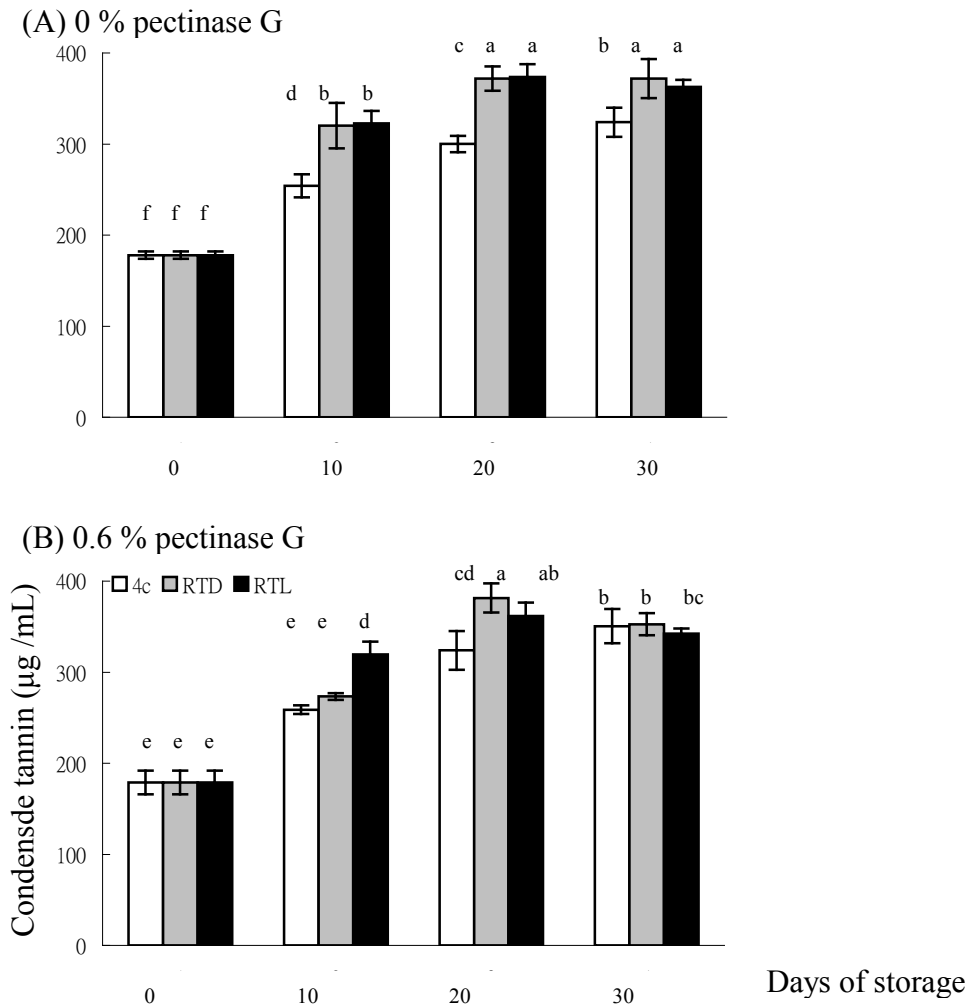 (A) 0 % pectinase G
400
300
200
100
0
f f f
d b b
c a a
b a a
0 10 20 30
(B) 0.6 % pectinase G
4c RTD RTL
Condensde tannin (μg /mL)
400
300
200
100
0
e e e
e e d
cd a ab
b b bc
0 10 20 30
Days of storage